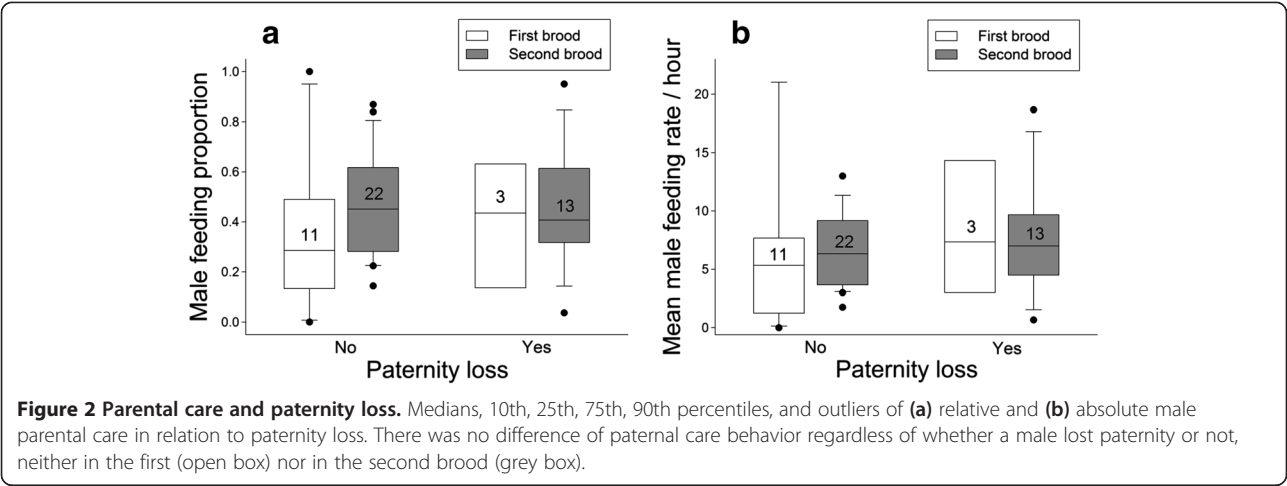 a
First brood
Second brood
Male feeding proportion
1.0
0.8
0.6
0.4
0.2
0.0
11
22
3
13
No
Yes
Paternity loss
b
First brood
Second brood
Mean male feeding rate / hour
20
15
10
5
0
11
22
3
13
No
Yes
Paternity loss
Figure 2 Parental care and paternity loss. Medians, 10th, 25th, 75th, 90th percentiles, and outliers of (a) relative and (b) absolute male
parental care in relation to paternity loss. There was no difference of paternal care behavior regardless of whether a male lost paternity or not,
neither in the first (open box) nor in the second brood (grey box).